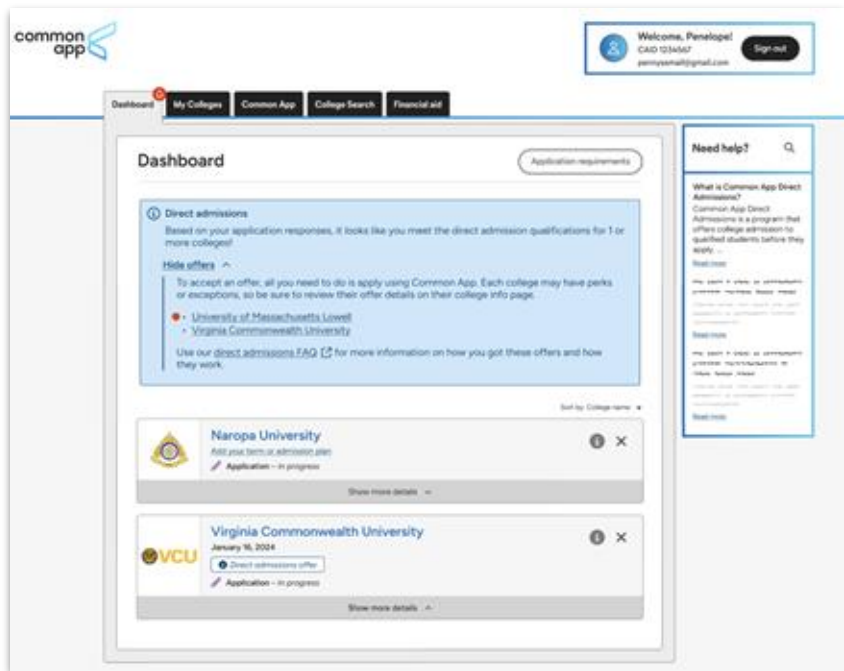 common
app
Welcome, Penelope!
CAID 1234567
pennysemail@gmail.com
Sign out
Dashboard
My Colleges
Common App
College Search
Financial aid
Dashboard
Application requirements
Direct admissions
Based on your application responses, it looks like you meet the direct admission qualifications for 1 or
more colleges!
Hide offers
To accept an offer, all you need to do is apply using Common App. Each college may have perks
or exceptions, so be sure to review their offer details on their college info page.
University of Massachusetts Lowell
Virginia Commonwealth University
Use our direct admissions FAQ for more information on how you got these offers and how
they work.
Sort by: College name
Naropa University
Add your term or admission plan
Application – In progress
Show more details
VCU
Virginia Commonwealth University
January 16, 2024
Direct admissions offer
Application – In progress
Show more details
Need help?
What is Common App Direct
Admissions?
Common App Direct
Admissions is a program that
offers college admission to
qualified students before they
apply. ...
Read more
Read more
Read more